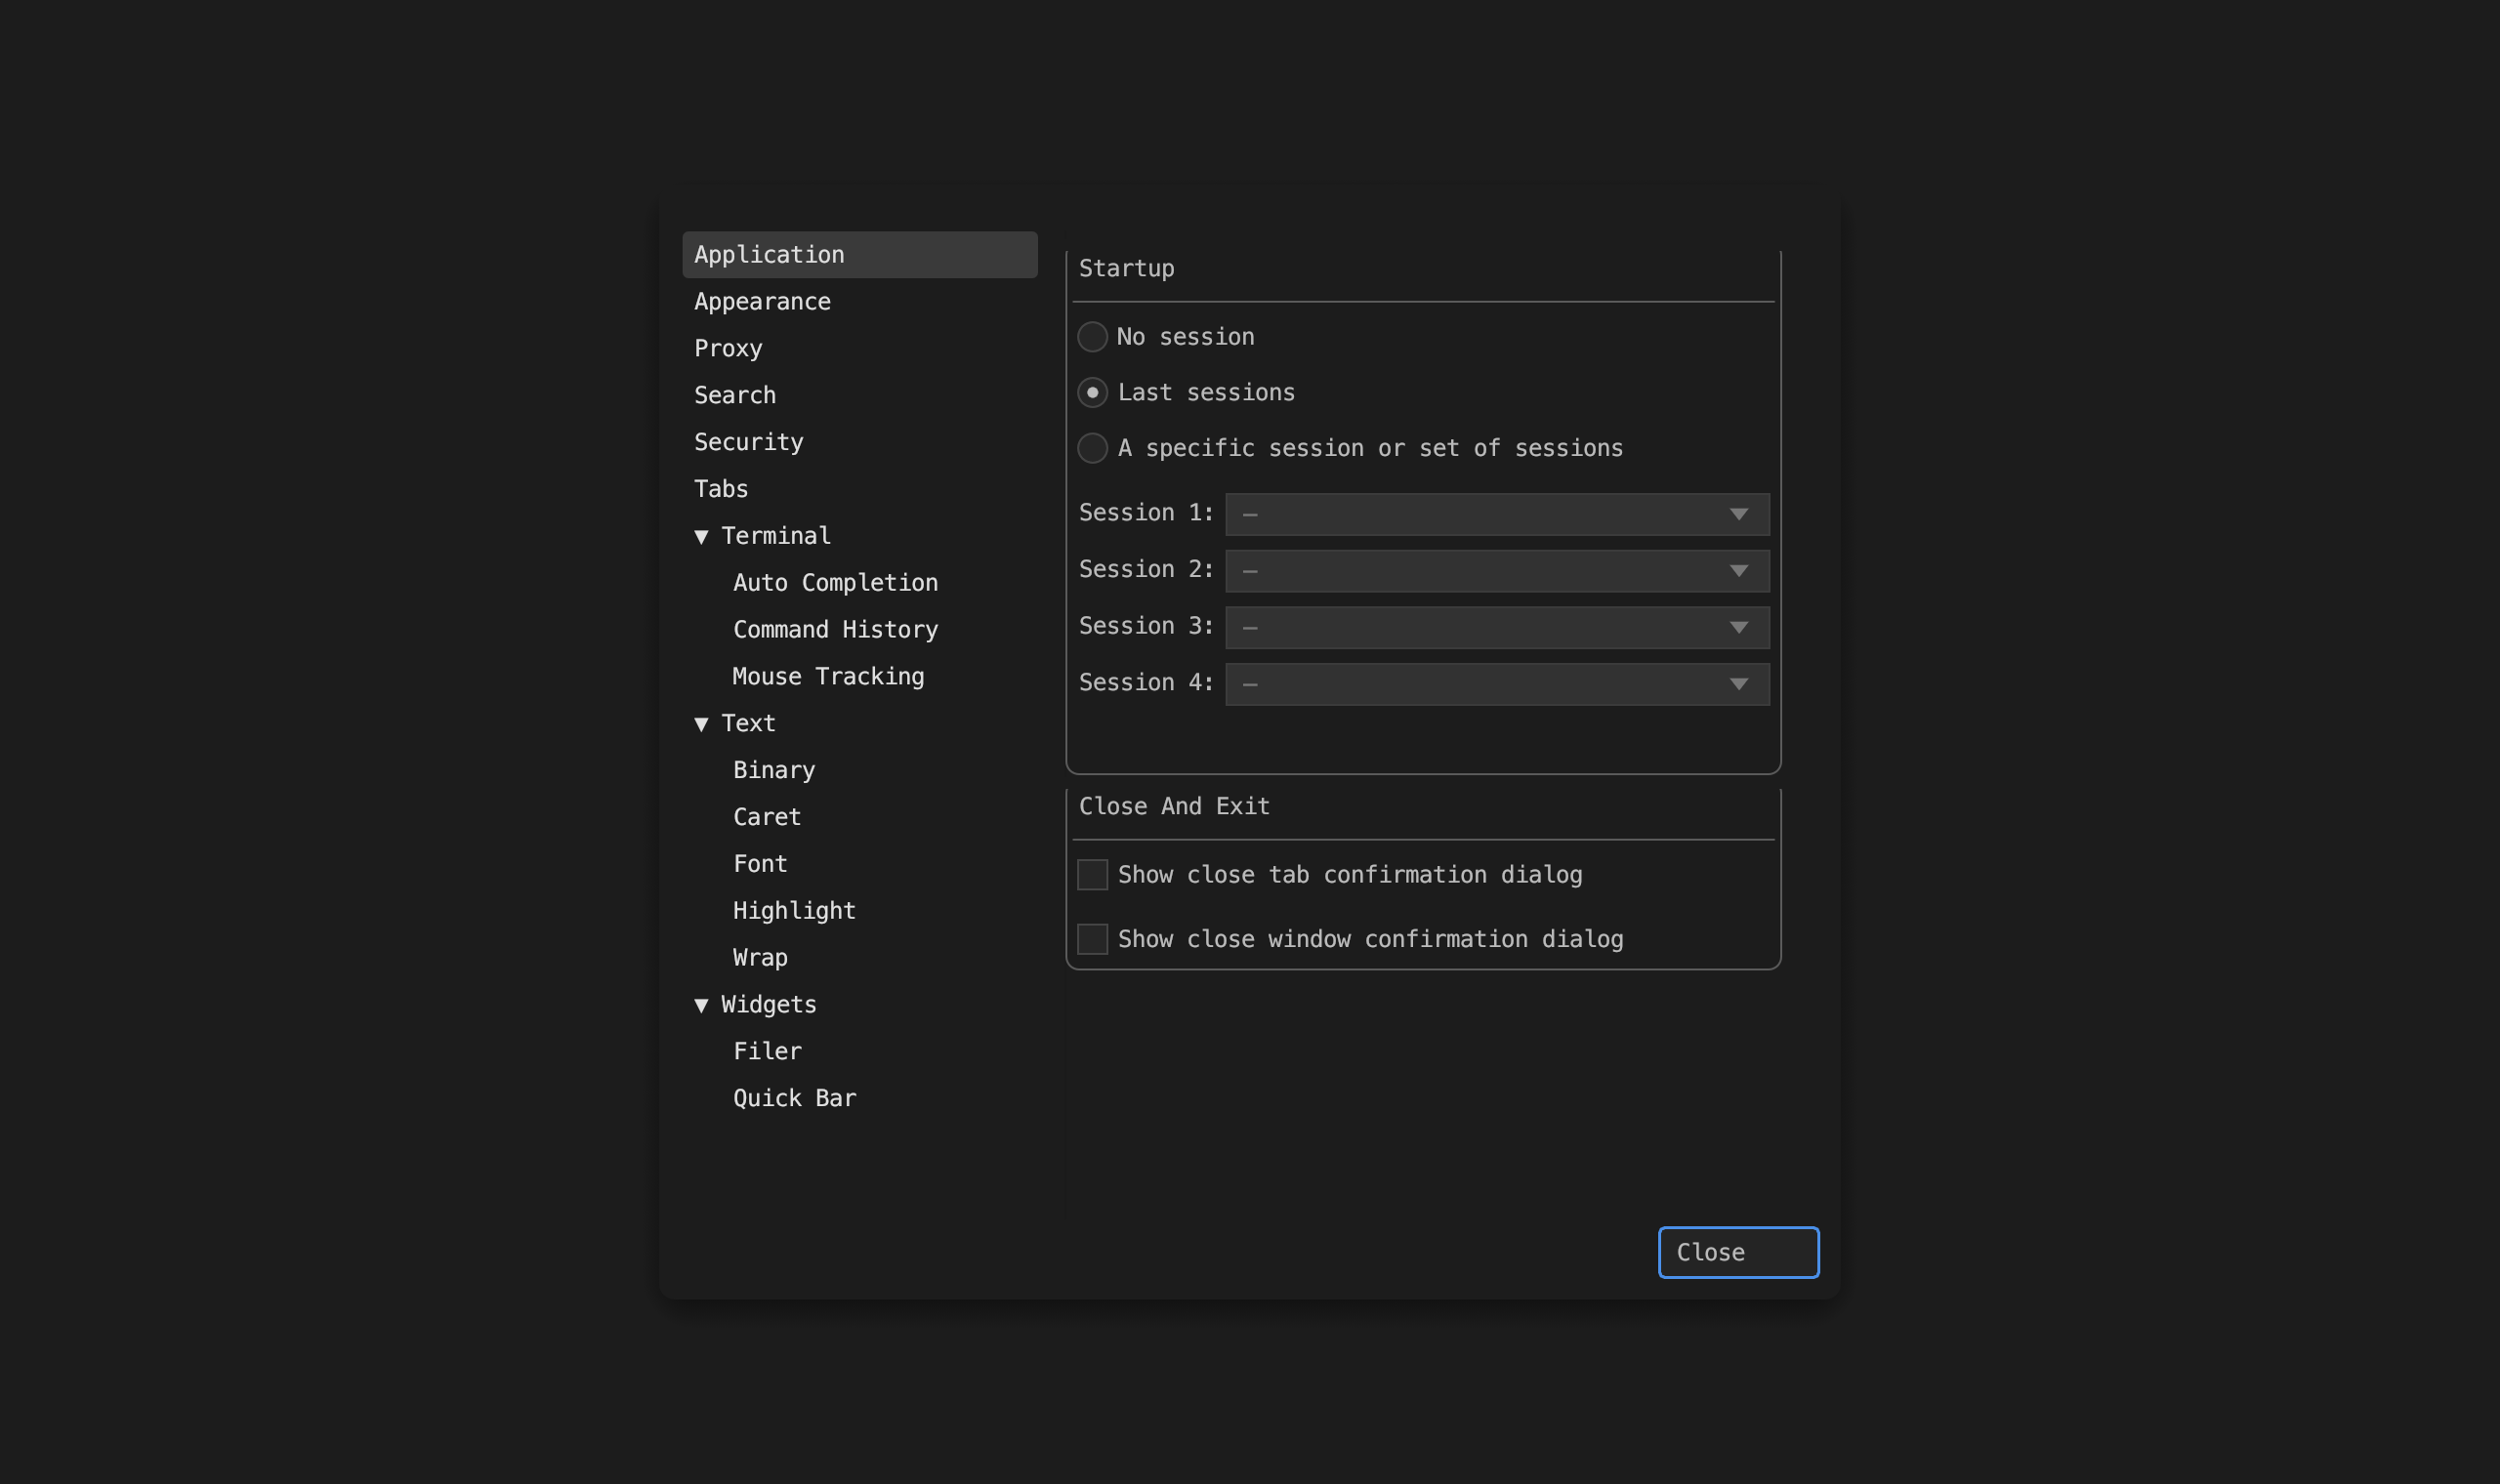 Application
Appearance
Proxy
Search
Security
Tabs
▼ Terminal
Auto Completion
Command History
Mouse Tracking
▼ Text
Binary
Caret
Font
Highlight
Wrap
▼ Widgets
Filer
Quick Bar
Startup
No session
Last sessions
A specific session or set of sessions
Session 1: —
Session 2: —
Session 3: —
Session 4: —
Close And Exit
Show close tab confirmation dialog
Show close window confirmation dialog
Close